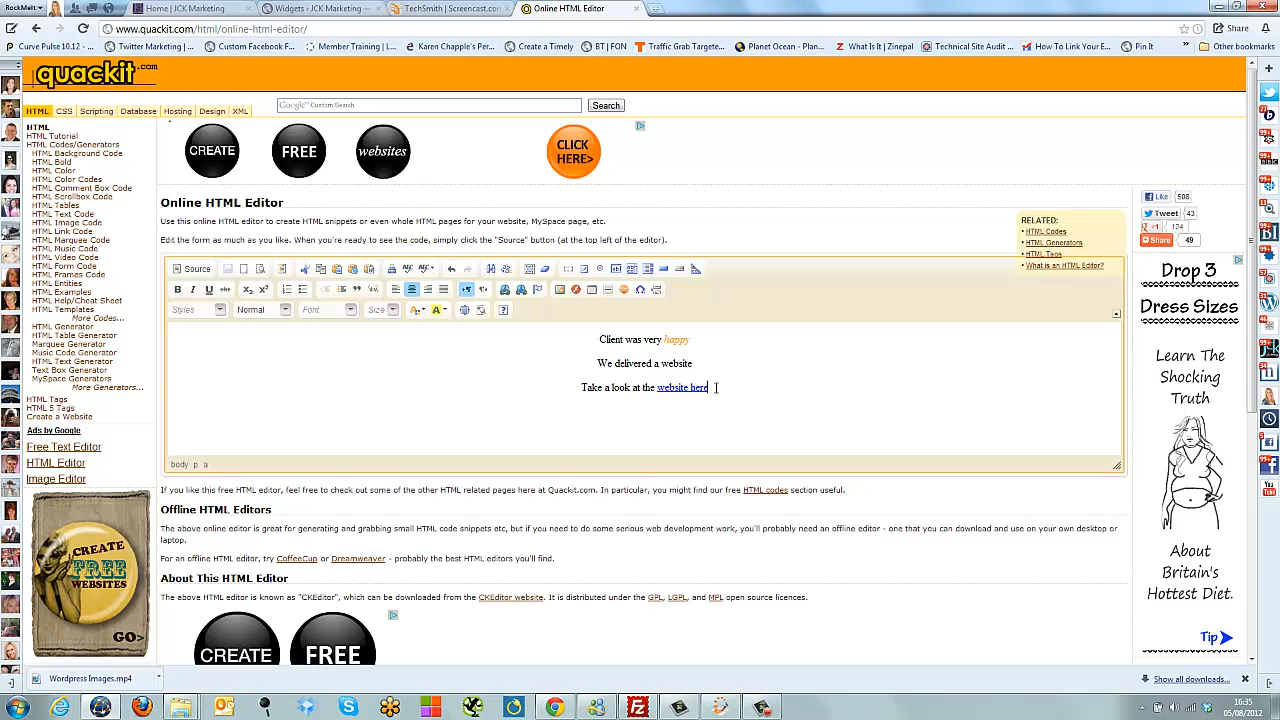 RockMelt
Home | JCK Marketing
Widgets ‹ JCK Marketing —
TechSmith | Screencast.com
Online HTML Editor
www.quackit.com/html/online-html-editor/
Share
Curve Pulse 10.12 -
Twitter Marketing |
Custom Facebook F...
Member Training | ...
Karen Chapple's Per...
Create a Timely
BT | FON
Traffic Grab Targete...
Planet Ocean - Plan...
What Is It | Zinepal
Technical Site Audit ...
How To Link Your E...
Pin It
Other bookmarks
quackit.com
HTML CSS Scripting Database Hosting Design XML
Google™ Custom Search
Search
HTML
HTML Tutorial
HTML Codes/Generators
HTML Background Code
HTML Bold
HTML Color
HTML Color Codes
HTML Comment Box Code
HTML Scrollbox Code
HTML Tables
HTML Text Code
HTML Image Code
HTML Link Code
HTML Marquee Code
HTML Music Code
HTML Video Code
HTML Form Code
HTML Frames Code
HTML Entities
HTML Examples
HTML Help/Cheat Sheet
HTML Templates
More Codes...
HTML Generator
HTML Table Generator
Marquee Generator
Music Code Generator
HTML Text Generator
Text Box Generator
MySpace Generators
More Generators...
HTML Tags
HTML 5 Tags
Create a Website
Ads by Google
Free Text Editor
HTML Editor
Image Editor
CREATE
FREE
WEBSITES
GO>
CREATE
FREE
websites
CLICK
HERE>
Online HTML Editor
Use this online HTML editor to create HTML snippets or even whole HTML pages for your website, MySpace page, etc.
Edit the form as much as you like. When you're ready to see the code, simply click the "Source" button (at the top left of the editor).
RELATED:
• HTML Codes
• HTML Generators
• HTML Tags
• What is an HTML Editor?
Source
B I U abc
Styles Normal Font Size
Client was very happy
We delivered a website
Take a look at the website here
body p a
If you like this free HTML editor, feel free to check out some of the other html related things here at Quackit.com. In particular, you might find our free HTML codes section useful.
Offline HTML Editors
The above online editor is great for generating and grabbing small HTML code snippets etc, but if you need to do some serious web development work, you'll probably need an offline editor - one that you can download and use on your own desktop or
laptop.
For an offline HTML editor, try CoffeeCup or Dreamweaver - probably the best HTML editors you'll find.
About This HTML Editor
The above HTML editor is known as "CKEditor", which can be downloaded from the CKEditor website. It is distributed under the GPL, LGPL, and MPL open source licences.
CREATE
FREE
Like 508
Tweet 43
+1 124
Share 49
Drop 3
Dress Sizes
Learn The
Shocking
Truth
About
Britain's
Hottest Diet.
Tip
Wordpress Images.mp4
Show all downloads...
16:35
05/08/2012